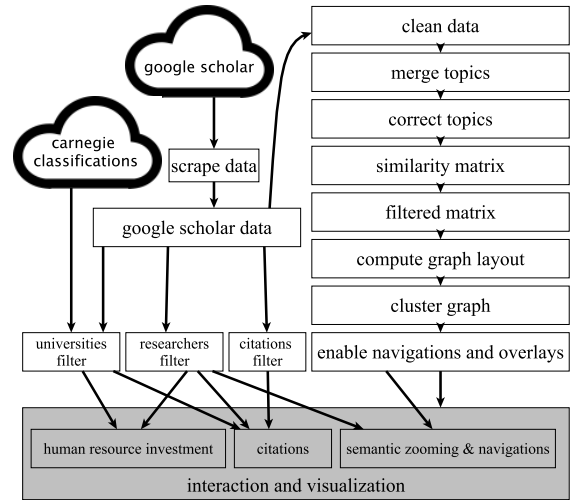 google scholar
carnegie
classifications
scrape data
google scholar data
clean data
merge topics
correct topics
similarity matrix
filtered matrix
compute graph layout
cluster graph
enable navigations and overlays
universities
filter
researchers
filter
citations
filter
human resource investment
citations
semantic zooming & navigations
interaction and visualization